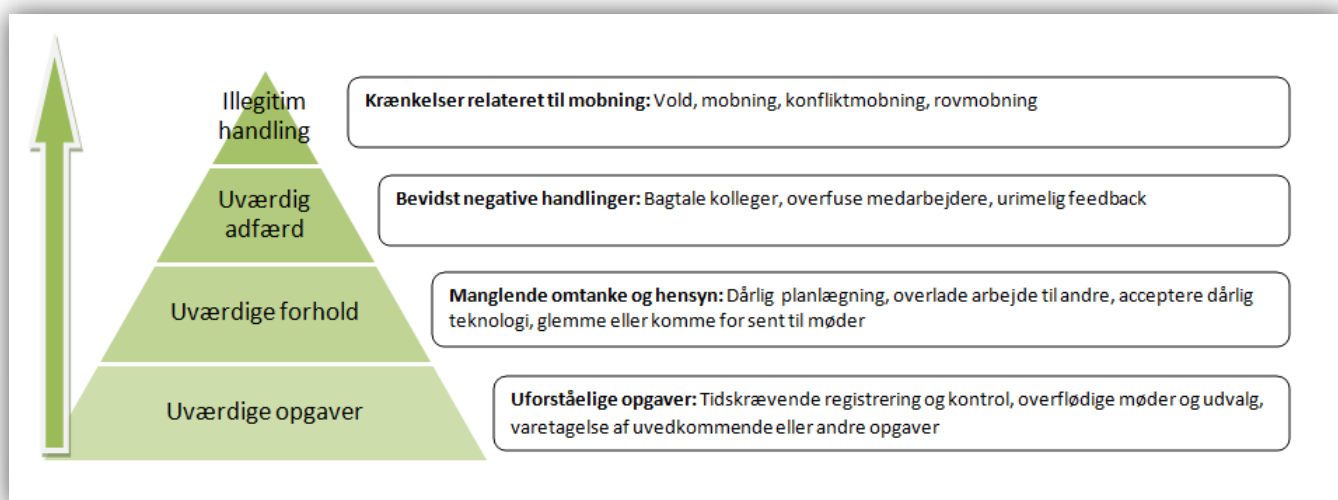 Illegitim
handling
Krænkelser relateret til mobning: Vold, mobning, konfliktmobning, rovmobning
Uværdig
adfærd
Bevidst negative handlinger: Bagtale kolleger, overfuse medarbejdere, urimelig feedback
Uværdige forhold
Manglende omtanke og hensyn: Dårlig planlægning, overlade arbejde til andre, acceptere dårlig
teknologi, glemme eller komme for sent til møder
Uværdige opgaver
Uforståelige opgaver: Tidskrævende registrering og kontrol, overflødige møder og udvalg,
varetagelse af uvedkommende eller andre opgaver